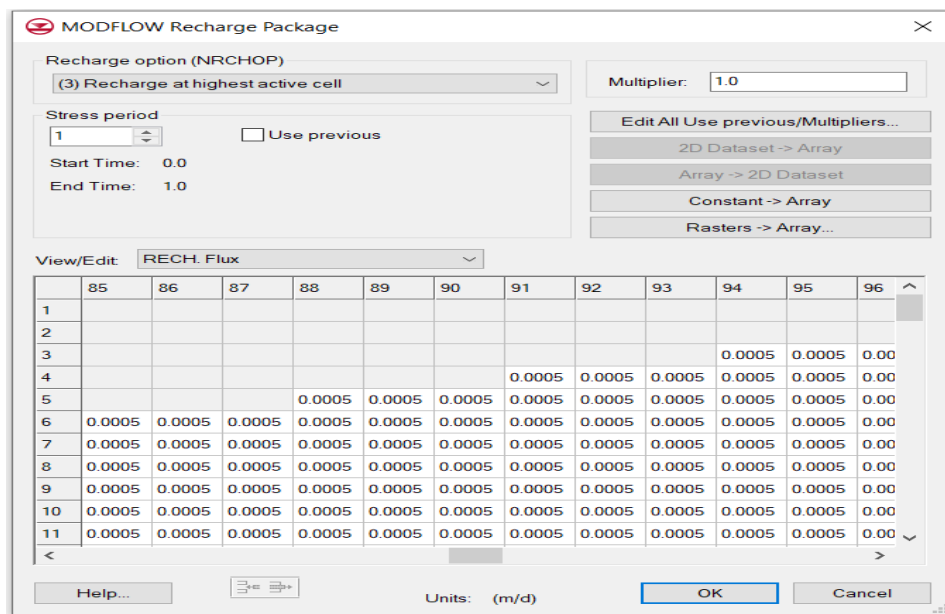 MODFLOW Recharge Package
Recharge option (NRCHOP)
(3) Recharge at highest active cell
Multiplier: 1.0
Stress period
1
Use previous
Start Time: 0.0
End Time: 1.0
Edit All Use previous/Multipliers...
2D Dataset -> Array
Array -> 2D Dataset
Constant -> Array
Rasters -> Array...
View/Edit: RECH. Flux
85 86 87 88 89 90 91 92 93 94 95 96
1
2
3 0.0005 0.0005 0.00
4 0.0005 0.0005 0.0005 0.0005 0.0005 0.00
5 0.0005 0.0005 0.0005 0.0005 0.0005 0.0005 0.0005 0.0005 0.00
6 0.0005 0.0005 0.0005 0.0005 0.0005 0.0005 0.0005 0.0005 0.0005 0.0005 0.0005 0.00
7 0.0005 0.0005 0.0005 0.0005 0.0005 0.0005 0.0005 0.0005 0.0005 0.0005 0.0005 0.00
8 0.0005 0.0005 0.0005 0.0005 0.0005 0.0005 0.0005 0.0005 0.0005 0.0005 0.0005 0.00
9 0.0005 0.0005 0.0005 0.0005 0.0005 0.0005 0.0005 0.0005 0.0005 0.0005 0.0005 0.00
10 0.0005 0.0005 0.0005 0.0005 0.0005 0.0005 0.0005 0.0005 0.0005 0.0005 0.0005 0.00
11 0.0005 0.0005 0.0005 0.0005 0.0005 0.0005 0.0005 0.0005 0.0005 0.0005 0.0005 0.00
Help...
Units: (m/d)
OK
Cancel